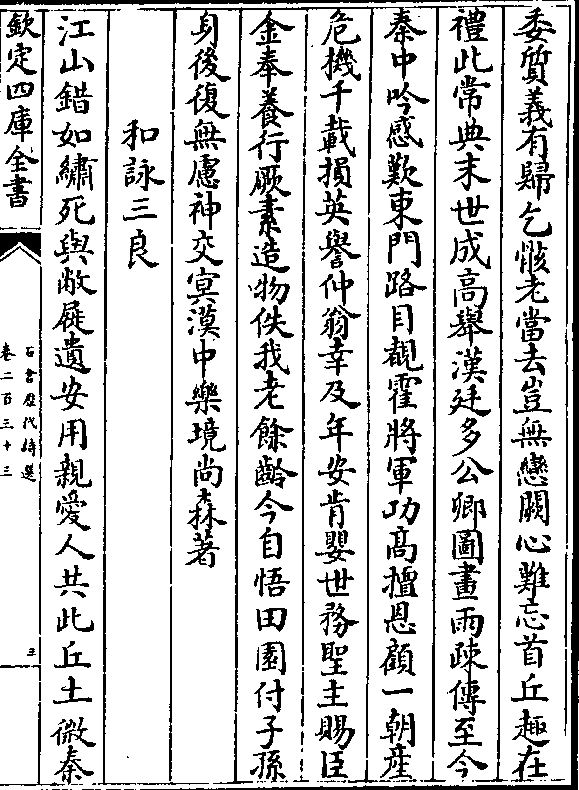 委質義有歸乞骸老當去豈無戀闕心難忘首丘趣在
禮此常典末世成高舉漢廷多公卿圖畫兩疎傳至今
秦中吟感歎東門路目覩霍將軍功高擅恩顧一朝産
危機千載損英譽仲翁幸及年安肯嬰世務聖主賜臣
金奉養行厥素造物佚我老餘齡今自悟田園付子孫
身後復無慮神交㝠漠中樂境尚森著
和詠三良
江山錯如繡死與敝屣遺安用親愛人共此丘土微秦
欽定四庫全書
石倉歷代詩選
卷二百三十三
三